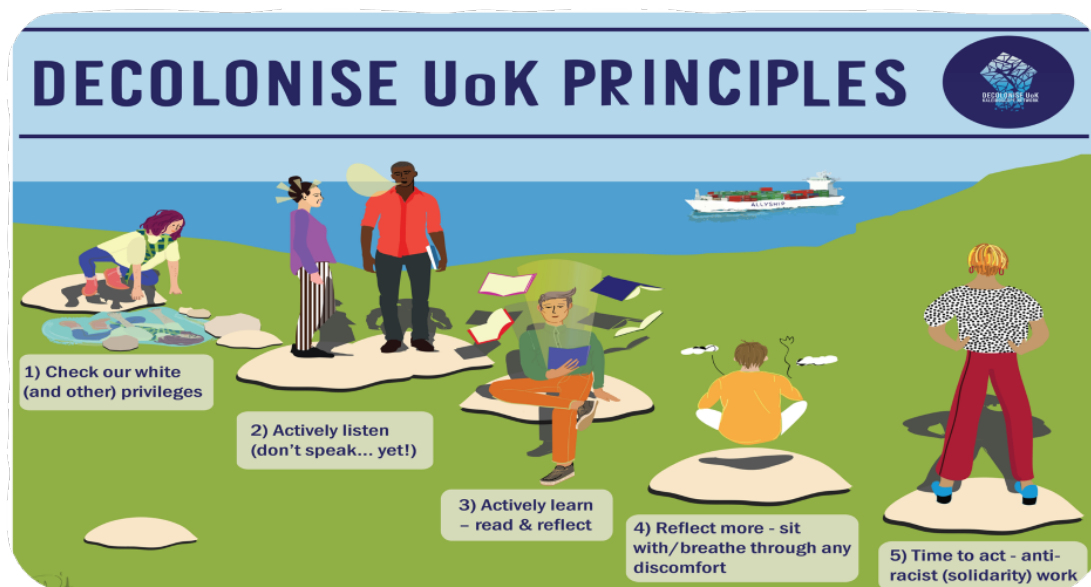 DECOLONISE UoK PRINCIPLES
DECOLONISE UoK
ALLYSHIP
1) Check our white
(and other) privileges
2) Actively listen
(don't speak... yet!)
3) Actively learn
– read & reflect
4) Reflect more - sit
with/breathe through any
discomfort
5) Time to act - anti-
racist (solidarity) work